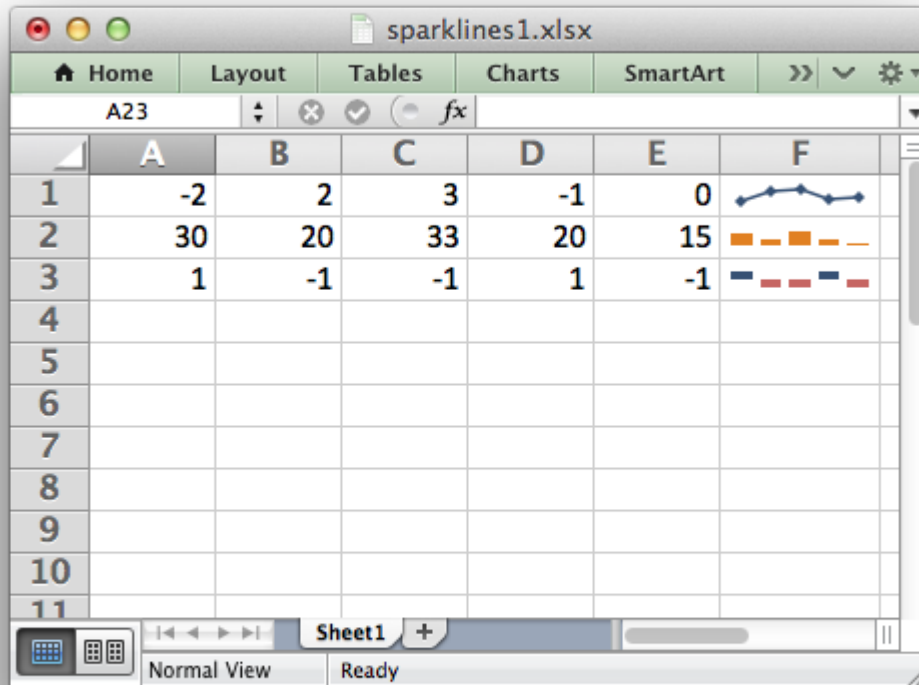 sparklines1.xlsx
Home Layout Tables Charts SmartArt
A23 fx
A B C D E F
1 -2 2 3 -1 0
2 30 20 33 20 15
3 1 -1 -1 1 -1
4
5
6
7
8
9
10
11
Sheet1
Normal View Ready